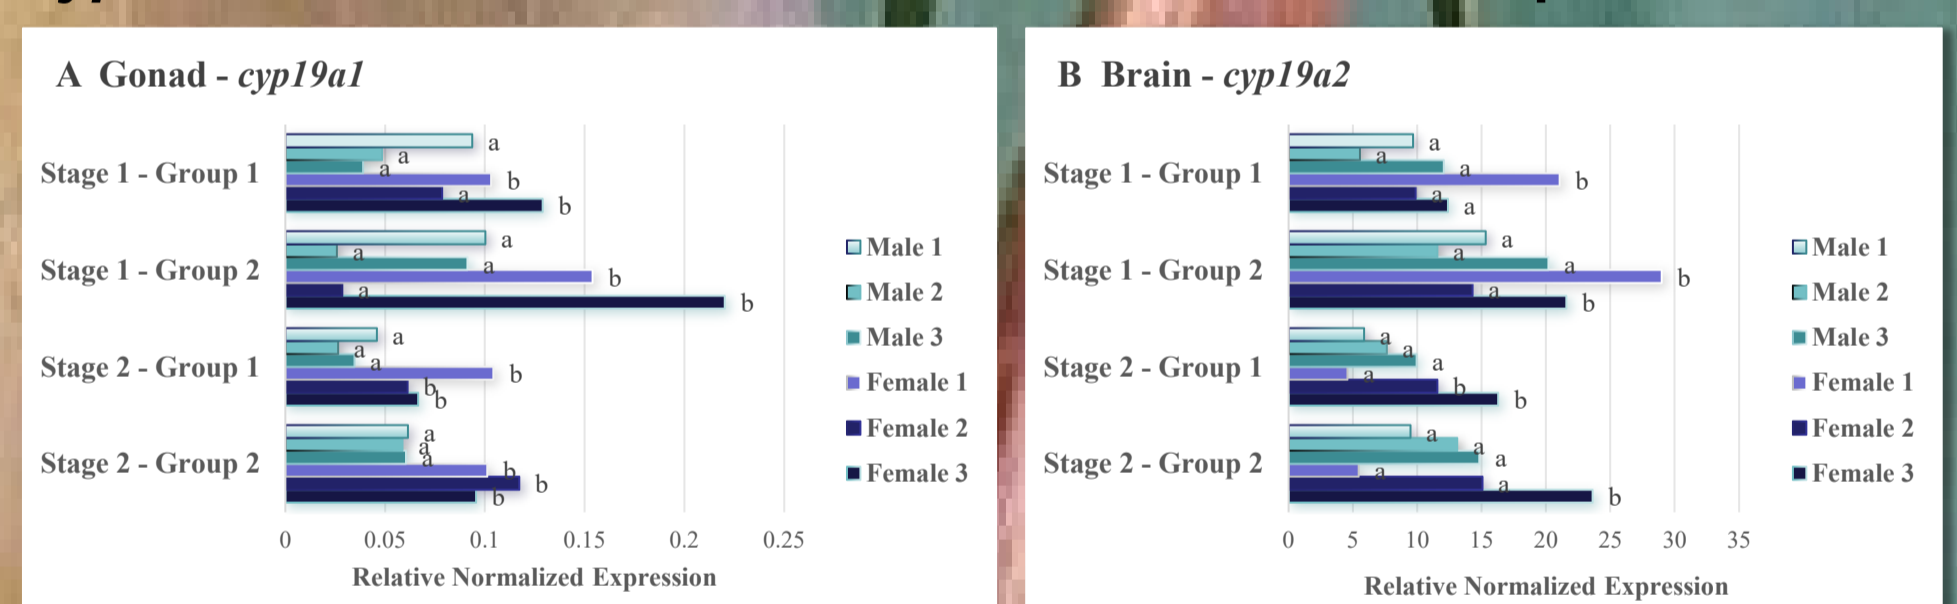 A Gonad - cyp19a1
Stage 1 - Group 1
a
a
a
b
a
b
Stage 1 - Group 2
a
a
a
b
a
b
Stage 2 - Group 1
a
a
a
b
b
b
Stage 2 - Group 2
a
a
a
b
b
b
0 0.05 0.1 0.15 0.2 0.25
Relative Normalized Expression
Male 1
Male 2
Male 3
Female 1
Female 2
Female 3
B Brain - cyp19a2
Stage 1 - Group 1
a
a
a
b
a
a
Stage 1 - Group 2
a
a
a
b
a
b
Stage 2 - Group 1
a
a
a
a
b
b
Stage 2 - Group 2
a
a
a
a
a
b
0 5 10 15 20 25 30 35
Relative Normalized Expression
Male 1
Male 2
Male 3
Female 1
Female 2
Female 3